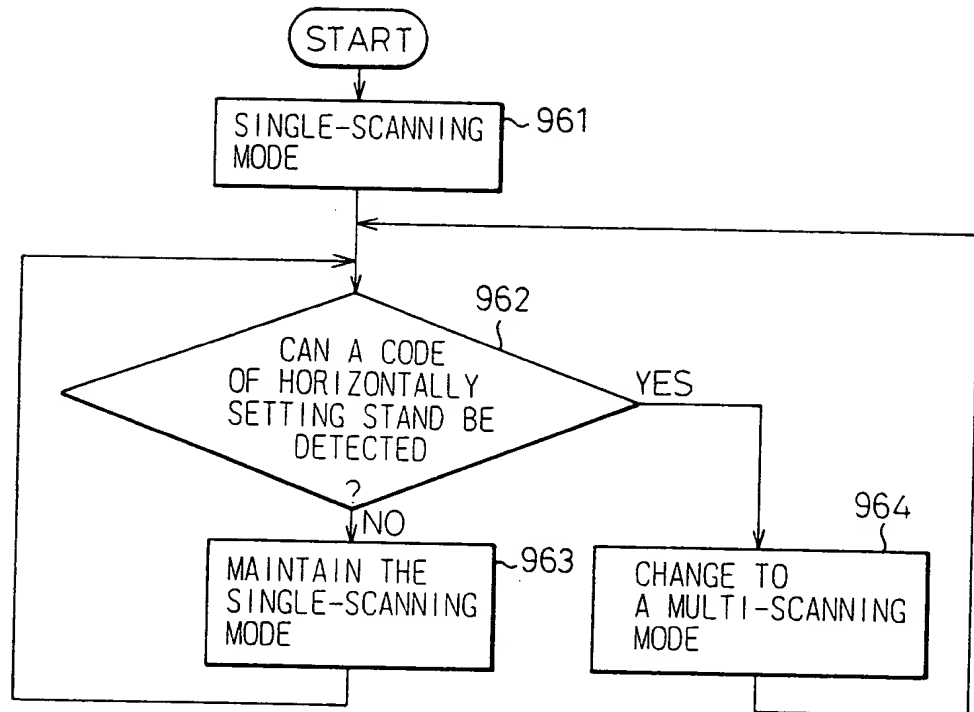 START
SINGLE-SCANNING
MODE
961
962
CAN A CODE
OF HORIZONTALLY
SETTING STAND BE
DETECTED
?
YES
NO
MAINTAIN THE
SINGLE-SCANNING
MODE
963
964
CHANGE TO
A MULTI-SCANNING
MODE